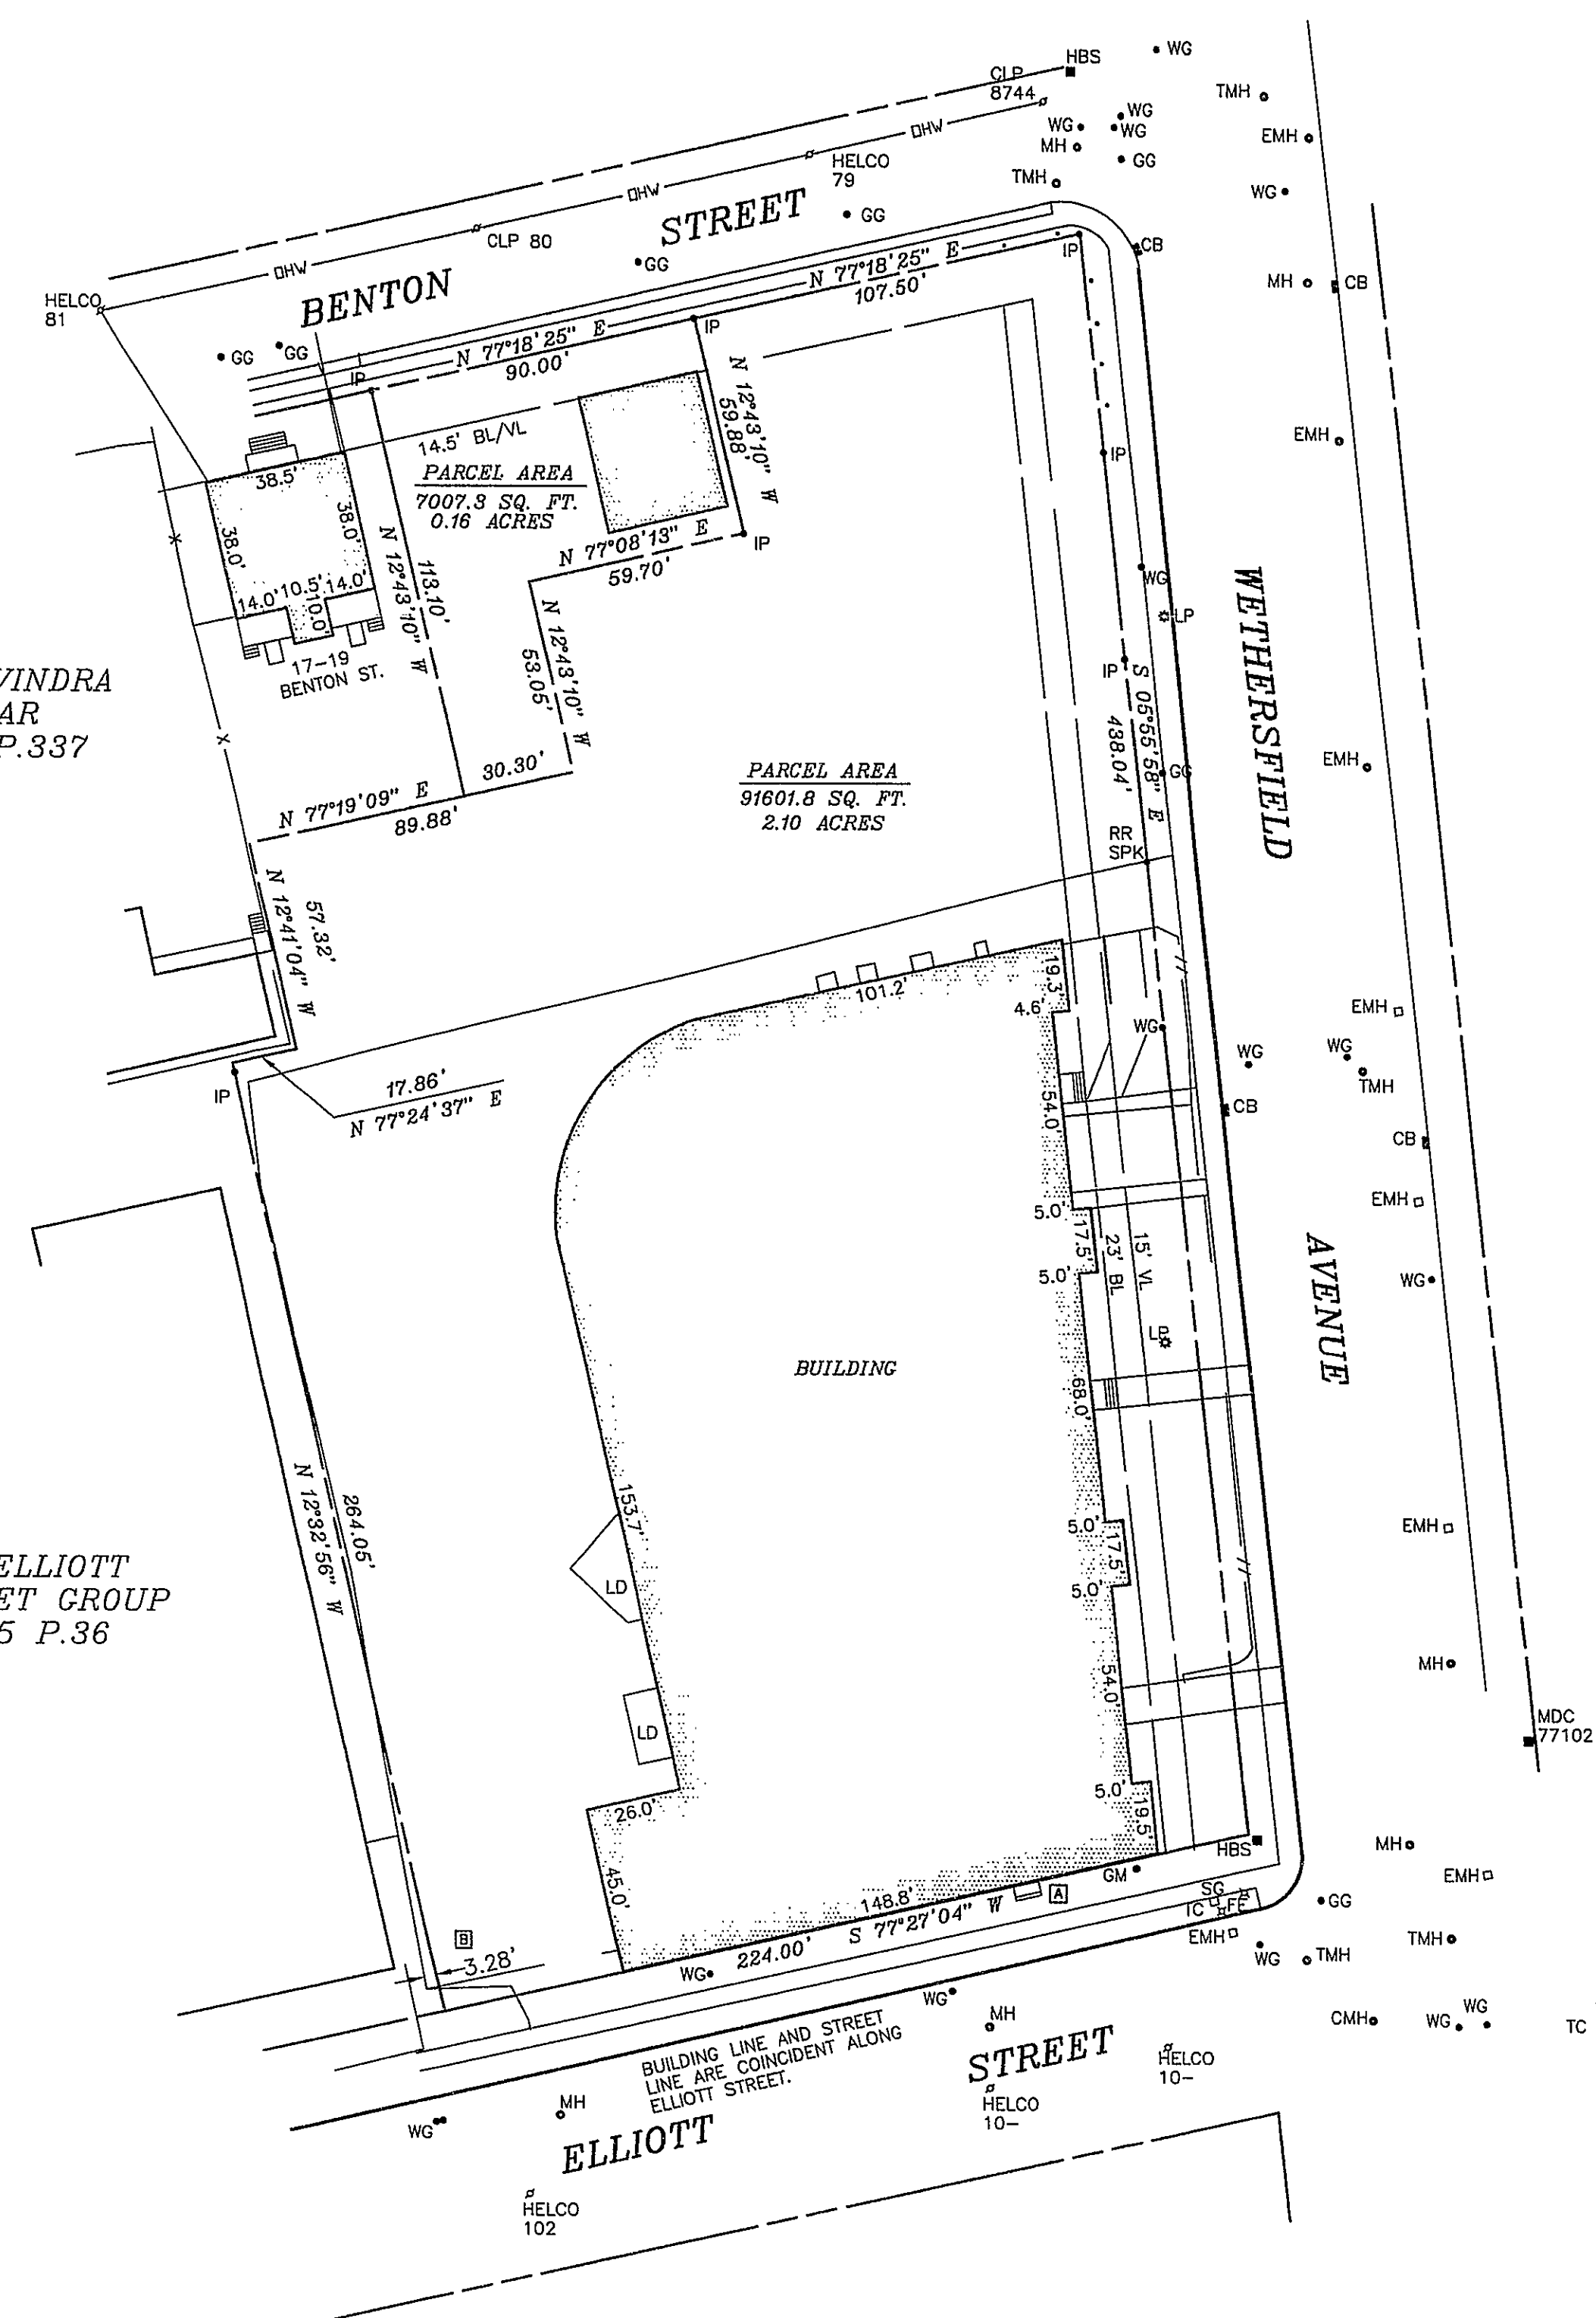 WG
HBS
CLP
8744
TMH
WG
WG
WG
EMH
MH
GG
OHW
HELCO
79
TMH
WG
OHW
STREET
GG
CLP 80
CB
GG
N 77°18'25" E
IP
OHW
BENTON
107.50'
MH
CB
HELCO
81
IP
GG
GG
N 77°18'25" E
90.00'
IP
N 12°43'10" W
59.88'
14.5' BL/VL
EMH
IP
38.5'
PARCEL AREA
7007.3 SQ. FT.
0.16 ACRES
38.0'
38.0'
N 77°08'13" E
59.70'
IP
N 12°43'10" W
113.10'
WG
14.0'
10.5'
14.0'
10.0'
LP
WETHERSFIELD
17-19
BENTON ST.
N 12°43'10" W
53.05'
IP
S 05°55'58" E
438.04'
VINDRA
AR
P.337
30.30'
PARCEL AREA
91601.8 SQ. FT.
2.10 ACRES
GG
EMH
N 77°19'09" E
89.88'
RR
SPK
57.32'
N 12°41'04" W
19.3'
101.2'
4.6'
EMH
WG
WG
WG
TMH
17.86'
N 77°24'37" E
IP
54.0'
CB
CB
EMH
5.0'
17.5'
23' BL
15' VL
5.0'
WG
AVENUE
LP
BUILDING
68.0'
N 12°32'56" W
264.05'
153.7'
5.0'
17.5'
EMH
ELLIOTT
ET GROUP
5 P.36
LD
5.0'
54.0'
MH
LD
MDC
77102
5.0'
19.5'
26.0'
HBS
MH
45.0'
GM
EMH
148.8'
A
SG
GG
TC
S 77°27'04" W
224.00'
EMH
B
3.28'
WG
WG
TMH
TMH
WG
MH
CMH
WG
WG
TC
BUILDING LINE AND STREET
LINE ARE COINCIDENT ALONG
ELLIOTT STREET.
STREET
HELCO
10-
MH
HELCO
10-
WG
ELLIOTT
HELCO
102